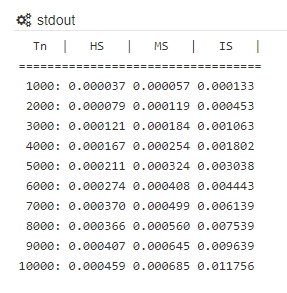 stdout
Tn | HS | MS | IS |
==================================
1000: 0.000037 0.000057 0.000133
2000: 0.000079 0.000119 0.000453
3000: 0.000121 0.000184 0.001063
4000: 0.000167 0.000254 0.001802
5000: 0.000211 0.000324 0.003038
6000: 0.000274 0.000408 0.004443
7000: 0.000370 0.000499 0.006139
8000: 0.000366 0.000560 0.007539
9000: 0.000407 0.000645 0.009639
10000: 0.000459 0.000685 0.011756